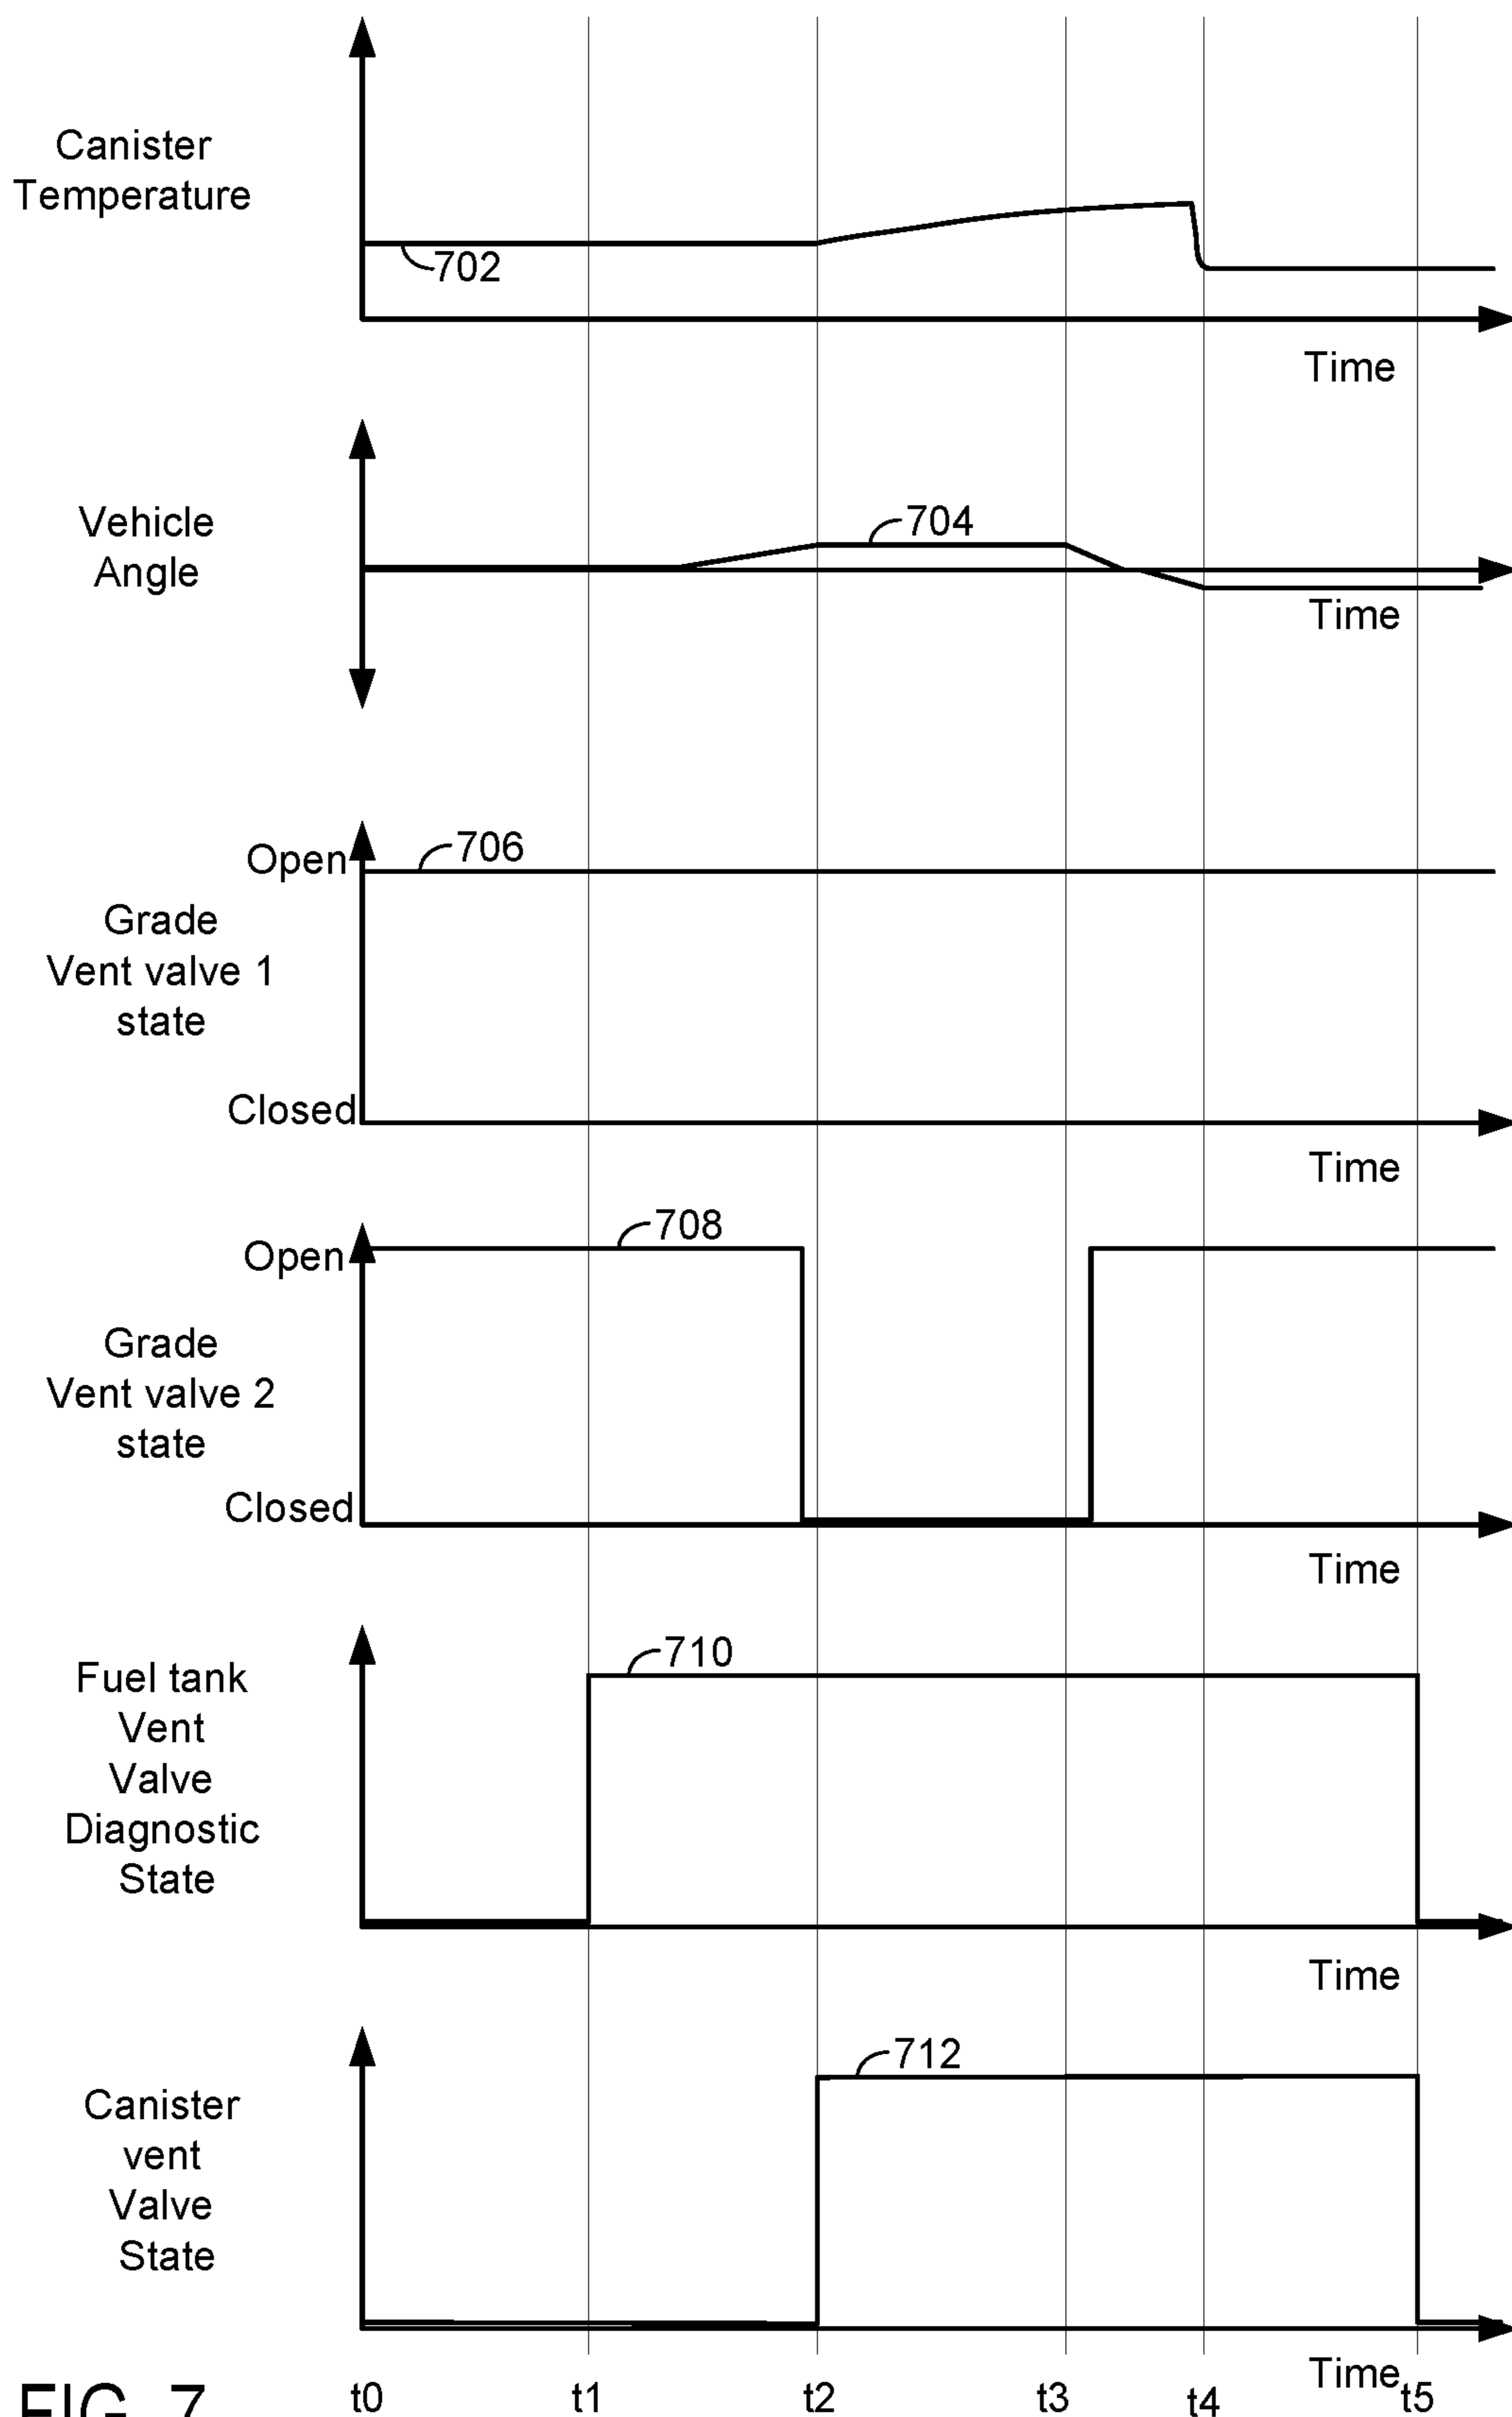 Canister
Temperature
702
Time
Vehicle
Angle
704
Time
Open
706
Grade
Vent valve 1
state
Closed
Time
Open
708
Grade
Vent valve 2
state
Closed
Time
710
Fuel tank
Vent
Valve
Diagnostic
State
Time
712
Canister
vent
Valve
State
Time
FIG. 7
t0
t1
t2
t3
t4
t5